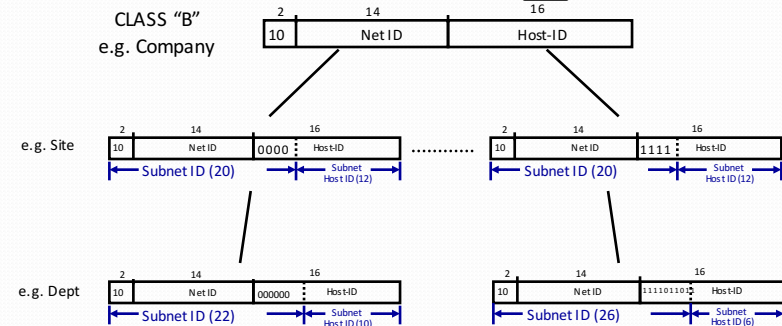 CLASS “B”
e.g. Company
2 14 16
10 Net ID Host-ID
e.g. Site
2 14 16
10 Net ID 0000 Host-ID
Subnet ID (20) Subnet
Host ID (12)
2 14 16
10 Net ID 1111 Host-ID
Subnet ID (20) Subnet
Host ID (12)
e.g. Dept
2 14 16
10 Net ID 000000 Host-ID
Subnet ID (22) Subnet
Host ID (10)
2 14 16
10 Net ID 1111011011 Host-ID
Subnet ID (26) Subnet
Host ID (6)